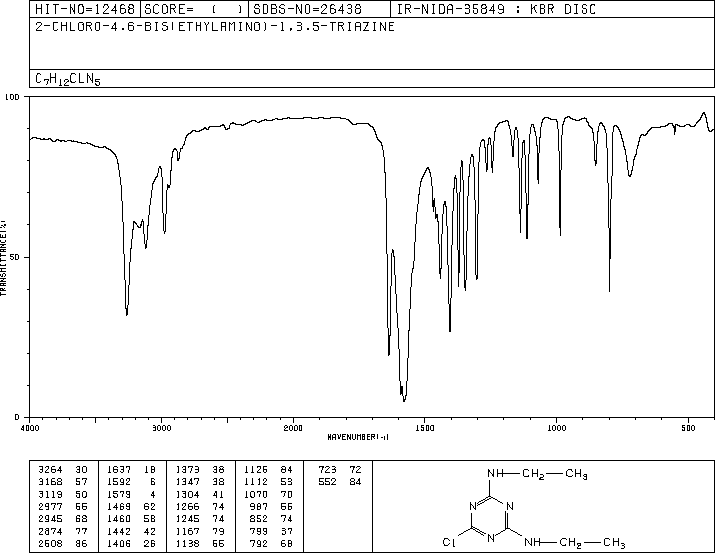 HIT-NO=12468 SCORE= ( ) SDBS-NO=26438 IR-NIDA-35849 : KBR DISC
2-CHLORO-4,6-BIS(ETHYLAMINO)-1,3,5-TRIAZINE
C7H12CLN5
100
50
0
TRANSMITTANCE(%)
4000 3000 2000 1500 1000 500
WAVENUMBER(-1)
3264 30 1637 18 1373 38 1126 84 723 72
3168 57 1592 6 1347 38 1112 53 552 84
3119 50 1579 4 1304 41 1070 70
2977 55 1469 62 1266 74 987 55
2945 68 1460 58 1245 74 852 74
2874 77 1442 42 1167 79 799 37
2508 86 1406 26 1138 55 792 68
NH CH2 CH3
N N
Cl N NH CH2 CH3